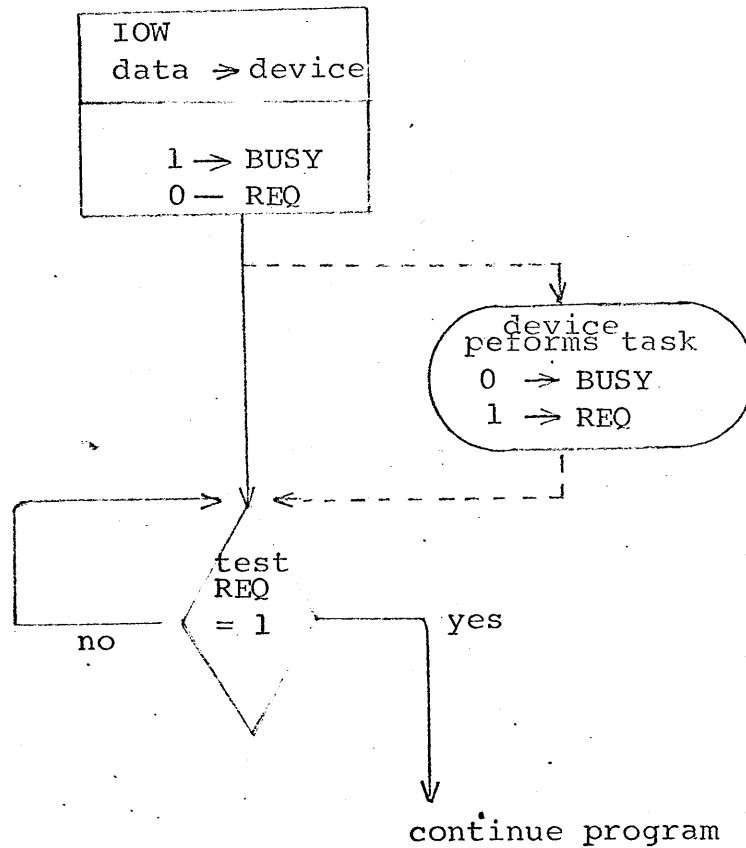 IOW
data → device
1 → BUSY
0 — REQ
device
peforms task
0 → BUSY
1 → REQ
test
REQ
= 1
no
yes
continue program